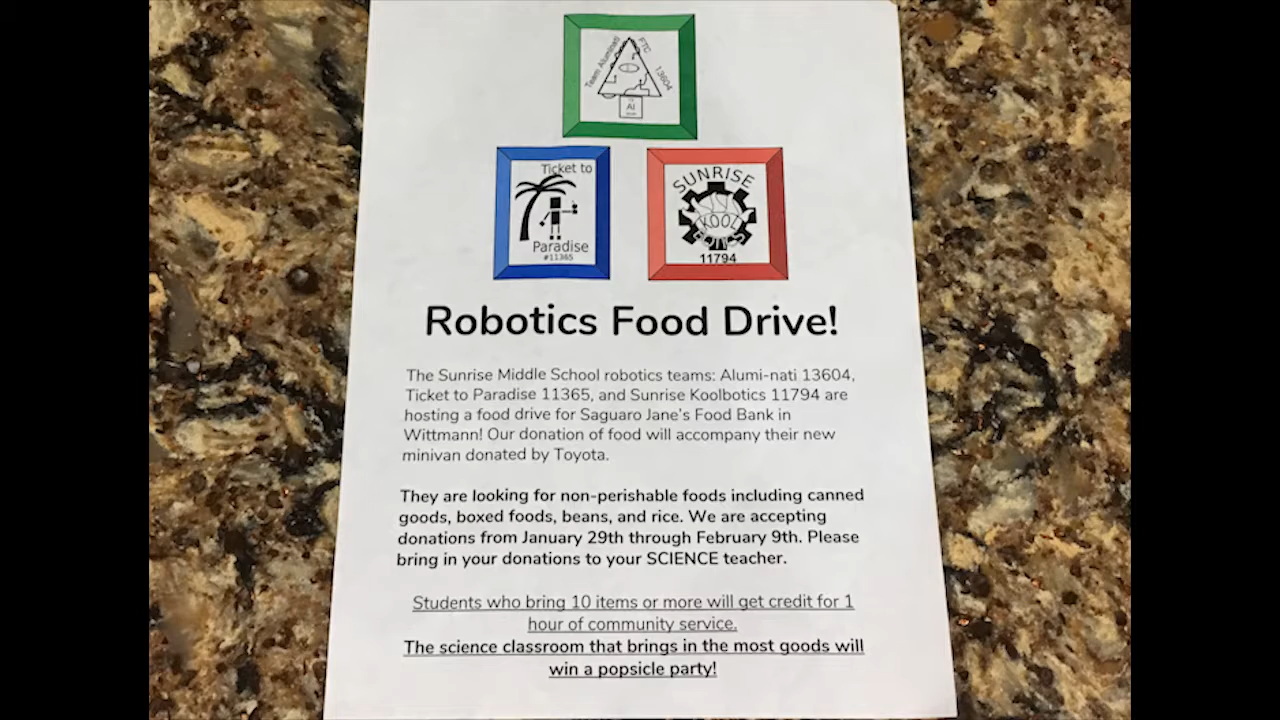 Team Aluminati
FTC
13604
Al
Ticket to
Paradise
#11365
SUNRISE
KOOL
BOTICS
11794
Robotics Food Drive!
The Sunrise Middle School robotics teams: Alumi-nati 13604,
Ticket to Paradise 11365, and Sunrise Koolbotics 11794 are
hosting a food drive for Saguaro Jane's Food Bank in
Wittmann! Our donation of food will accompany their new
minivan donated by Toyota.
They are looking for non-perishable foods including canned
goods, boxed foods, beans, and rice. We are accepting
donations from January 29th through February 9th. Please
bring in your donations to your SCIENCE teacher.
Students who bring 10 items or more will get credit for 1
hour of community service.
The science classroom that brings in the most goods will
win a popsicle party!